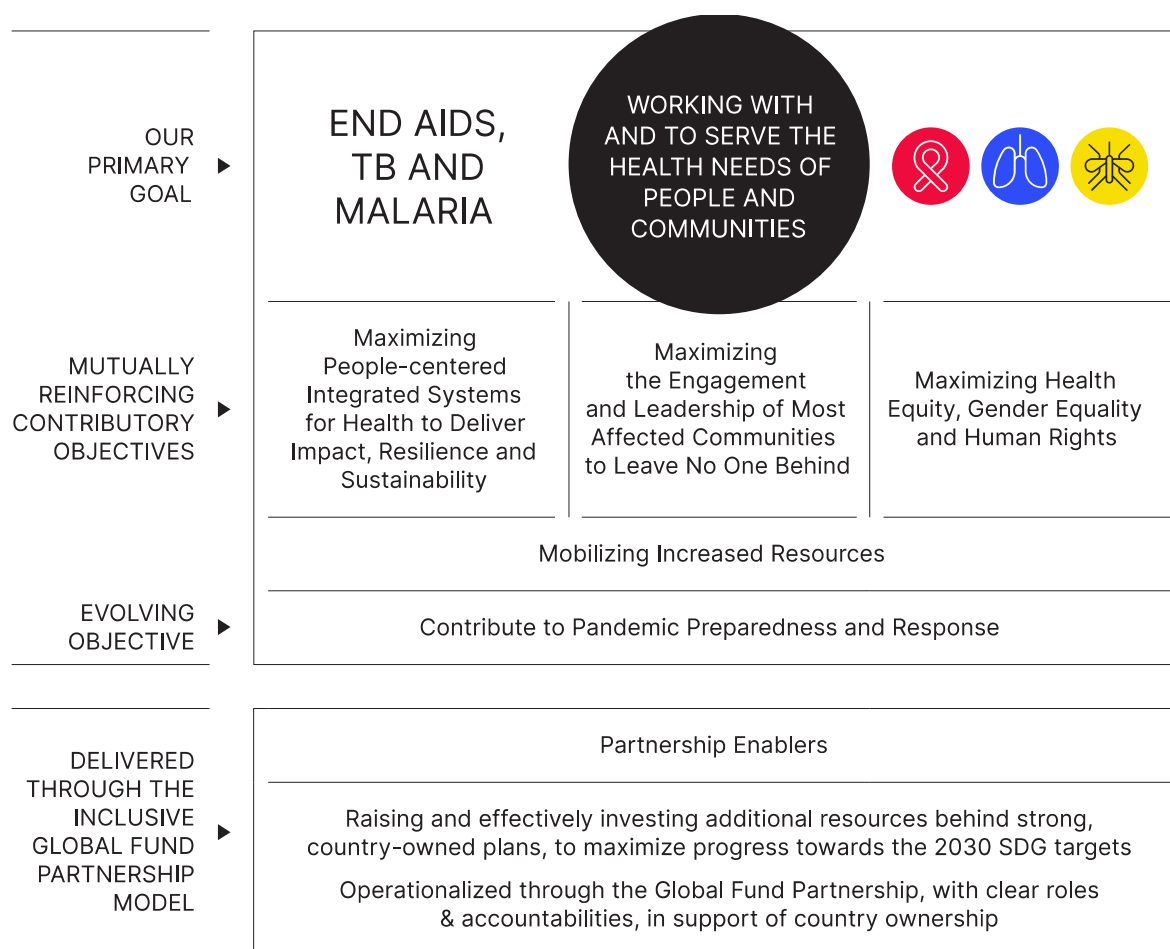 OUR
PRIMARY
GOAL
END AIDS,
TB AND
MALARIA
WORKING WITH
AND TO SERVE THE
HEALTH NEEDS OF
PEOPLE AND
COMMUNITIES
MUTUALLY
REINFORCING
CONTRIBUTORY
OBJECTIVES
Maximizing
People-centered
Integrated Systems
for Health to Deliver
Impact, Resilience and
Sustainability
Maximizing
the Engagement
and Leadership of Most
Affected Communities
to Leave No One Behind
Maximizing Health
Equity, Gender Equality
and Human Rights
Mobilizing Increased Resources
EVOLVING
OBJECTIVE
Contribute to Pandemic Preparedness and Response
DELIVERED
THROUGH THE
INCLUSIVE
GLOBAL FUND
PARTNERSHIP
MODEL
Partnership Enablers
Raising and effectively investing additional resources behind strong,
country-owned plans, to maximize progress towards the 2030 SDG targets
Operationalized through the Global Fund Partnership, with clear roles
& accountabilities, in support of country ownership